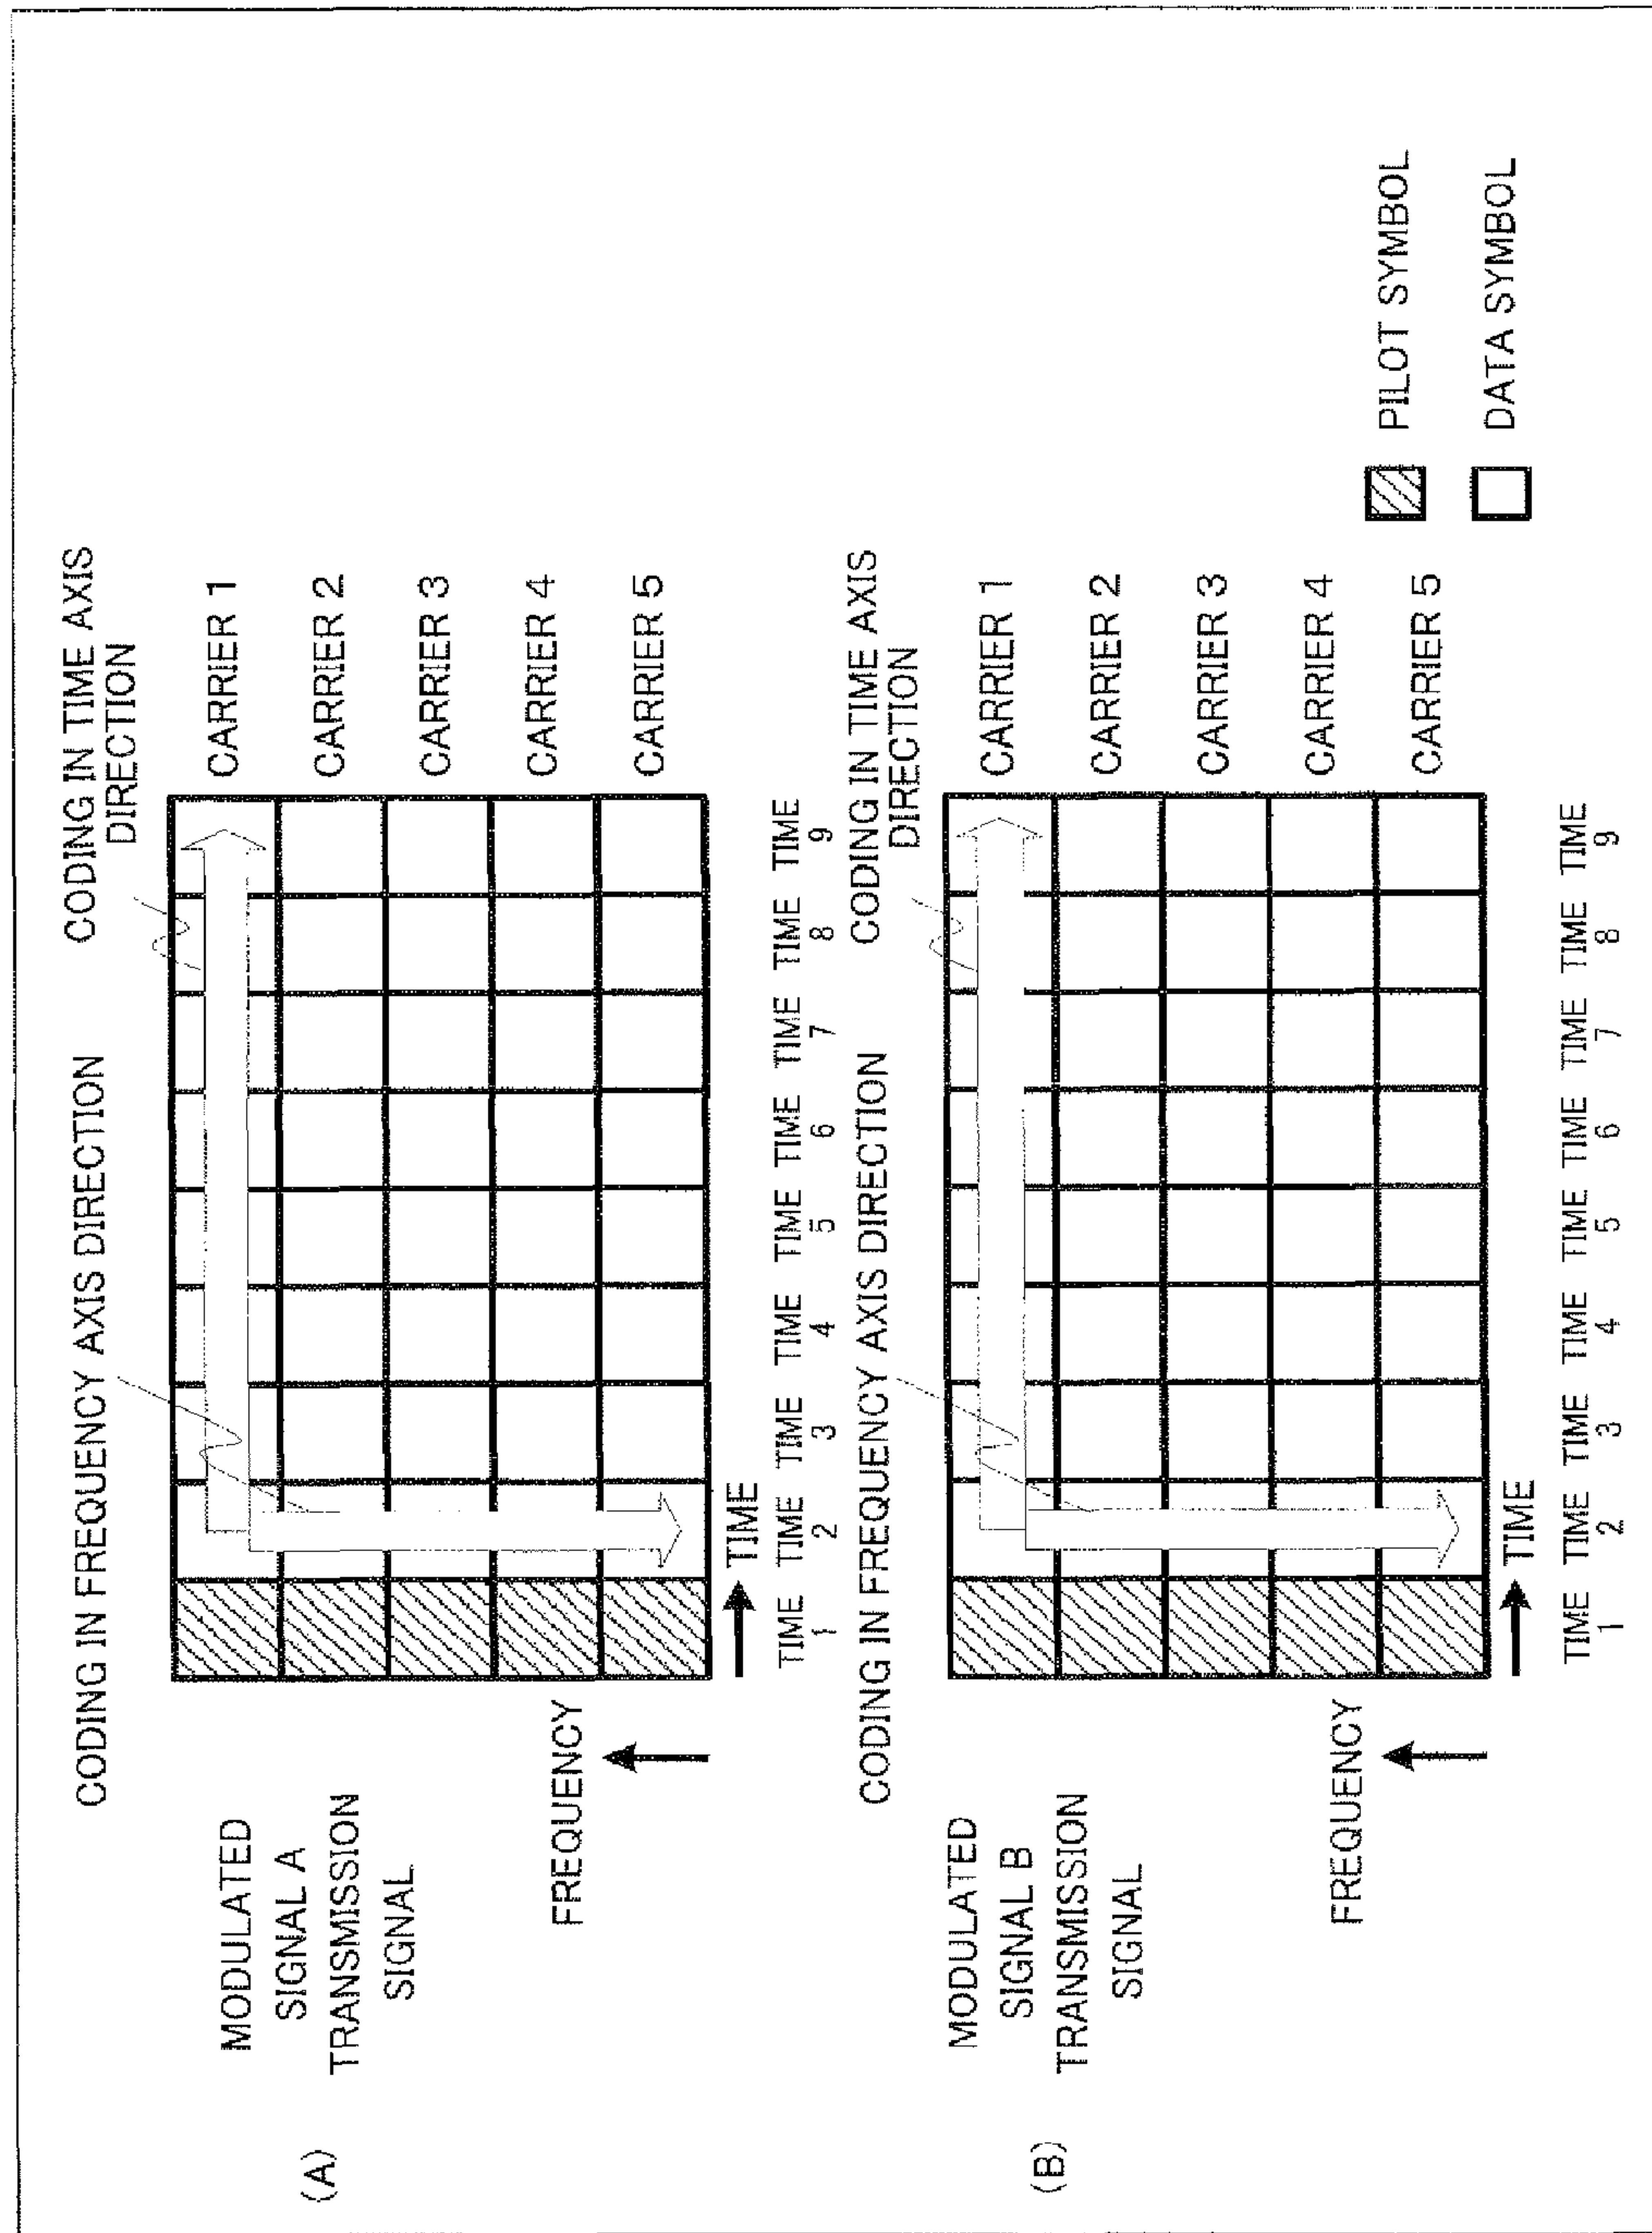 (A)
MODULATED
SIGNAL A
TRANSMISSION
SIGNAL
FREQUENCY
CODING IN FREQUENCY AXIS DIRECTION
CODING IN TIME AXIS
DIRECTION
CARRIER 1
CARRIER 2
CARRIER 3
CARRIER 4
CARRIER 5
TIME
TIME TIME TIME TIME TIME TIME TIME TIME TIME
1 2 3 4 5 6 7 8 9
(B)
MODULATED
SIGNAL B
TRANSMISSION
SIGNAL
FREQUENCY
CODING IN FREQUENCY AXIS DIRECTION
CODING IN TIME AXIS
DIRECTION
CARRIER 1
CARRIER 2
CARRIER 3
CARRIER 4
CARRIER 5
TIME
TIME TIME TIME TIME TIME TIME TIME TIME TIME
1 2 3 4 5 6 7 8 9
PILOT SYMBOL
DATA SYMBOL